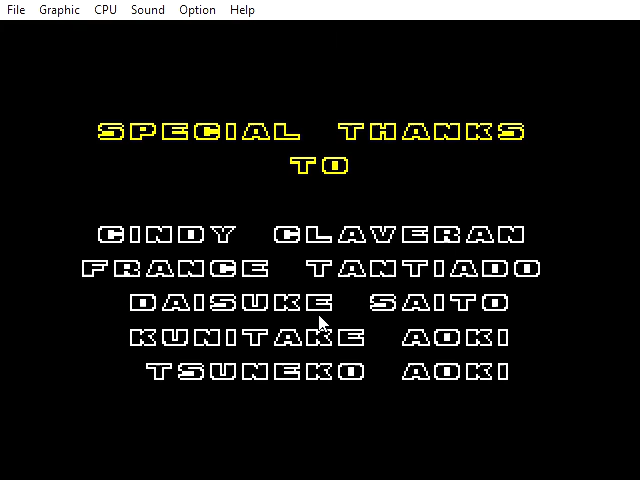 File Graphic CPU Sound Option Help
SPECIAL THANKS
TO
CINDY CLAVERAN
FRANCE TANTIADO
DAISUKE SAITO
KUNITAKE AOKI
TSUNEKO AOKI